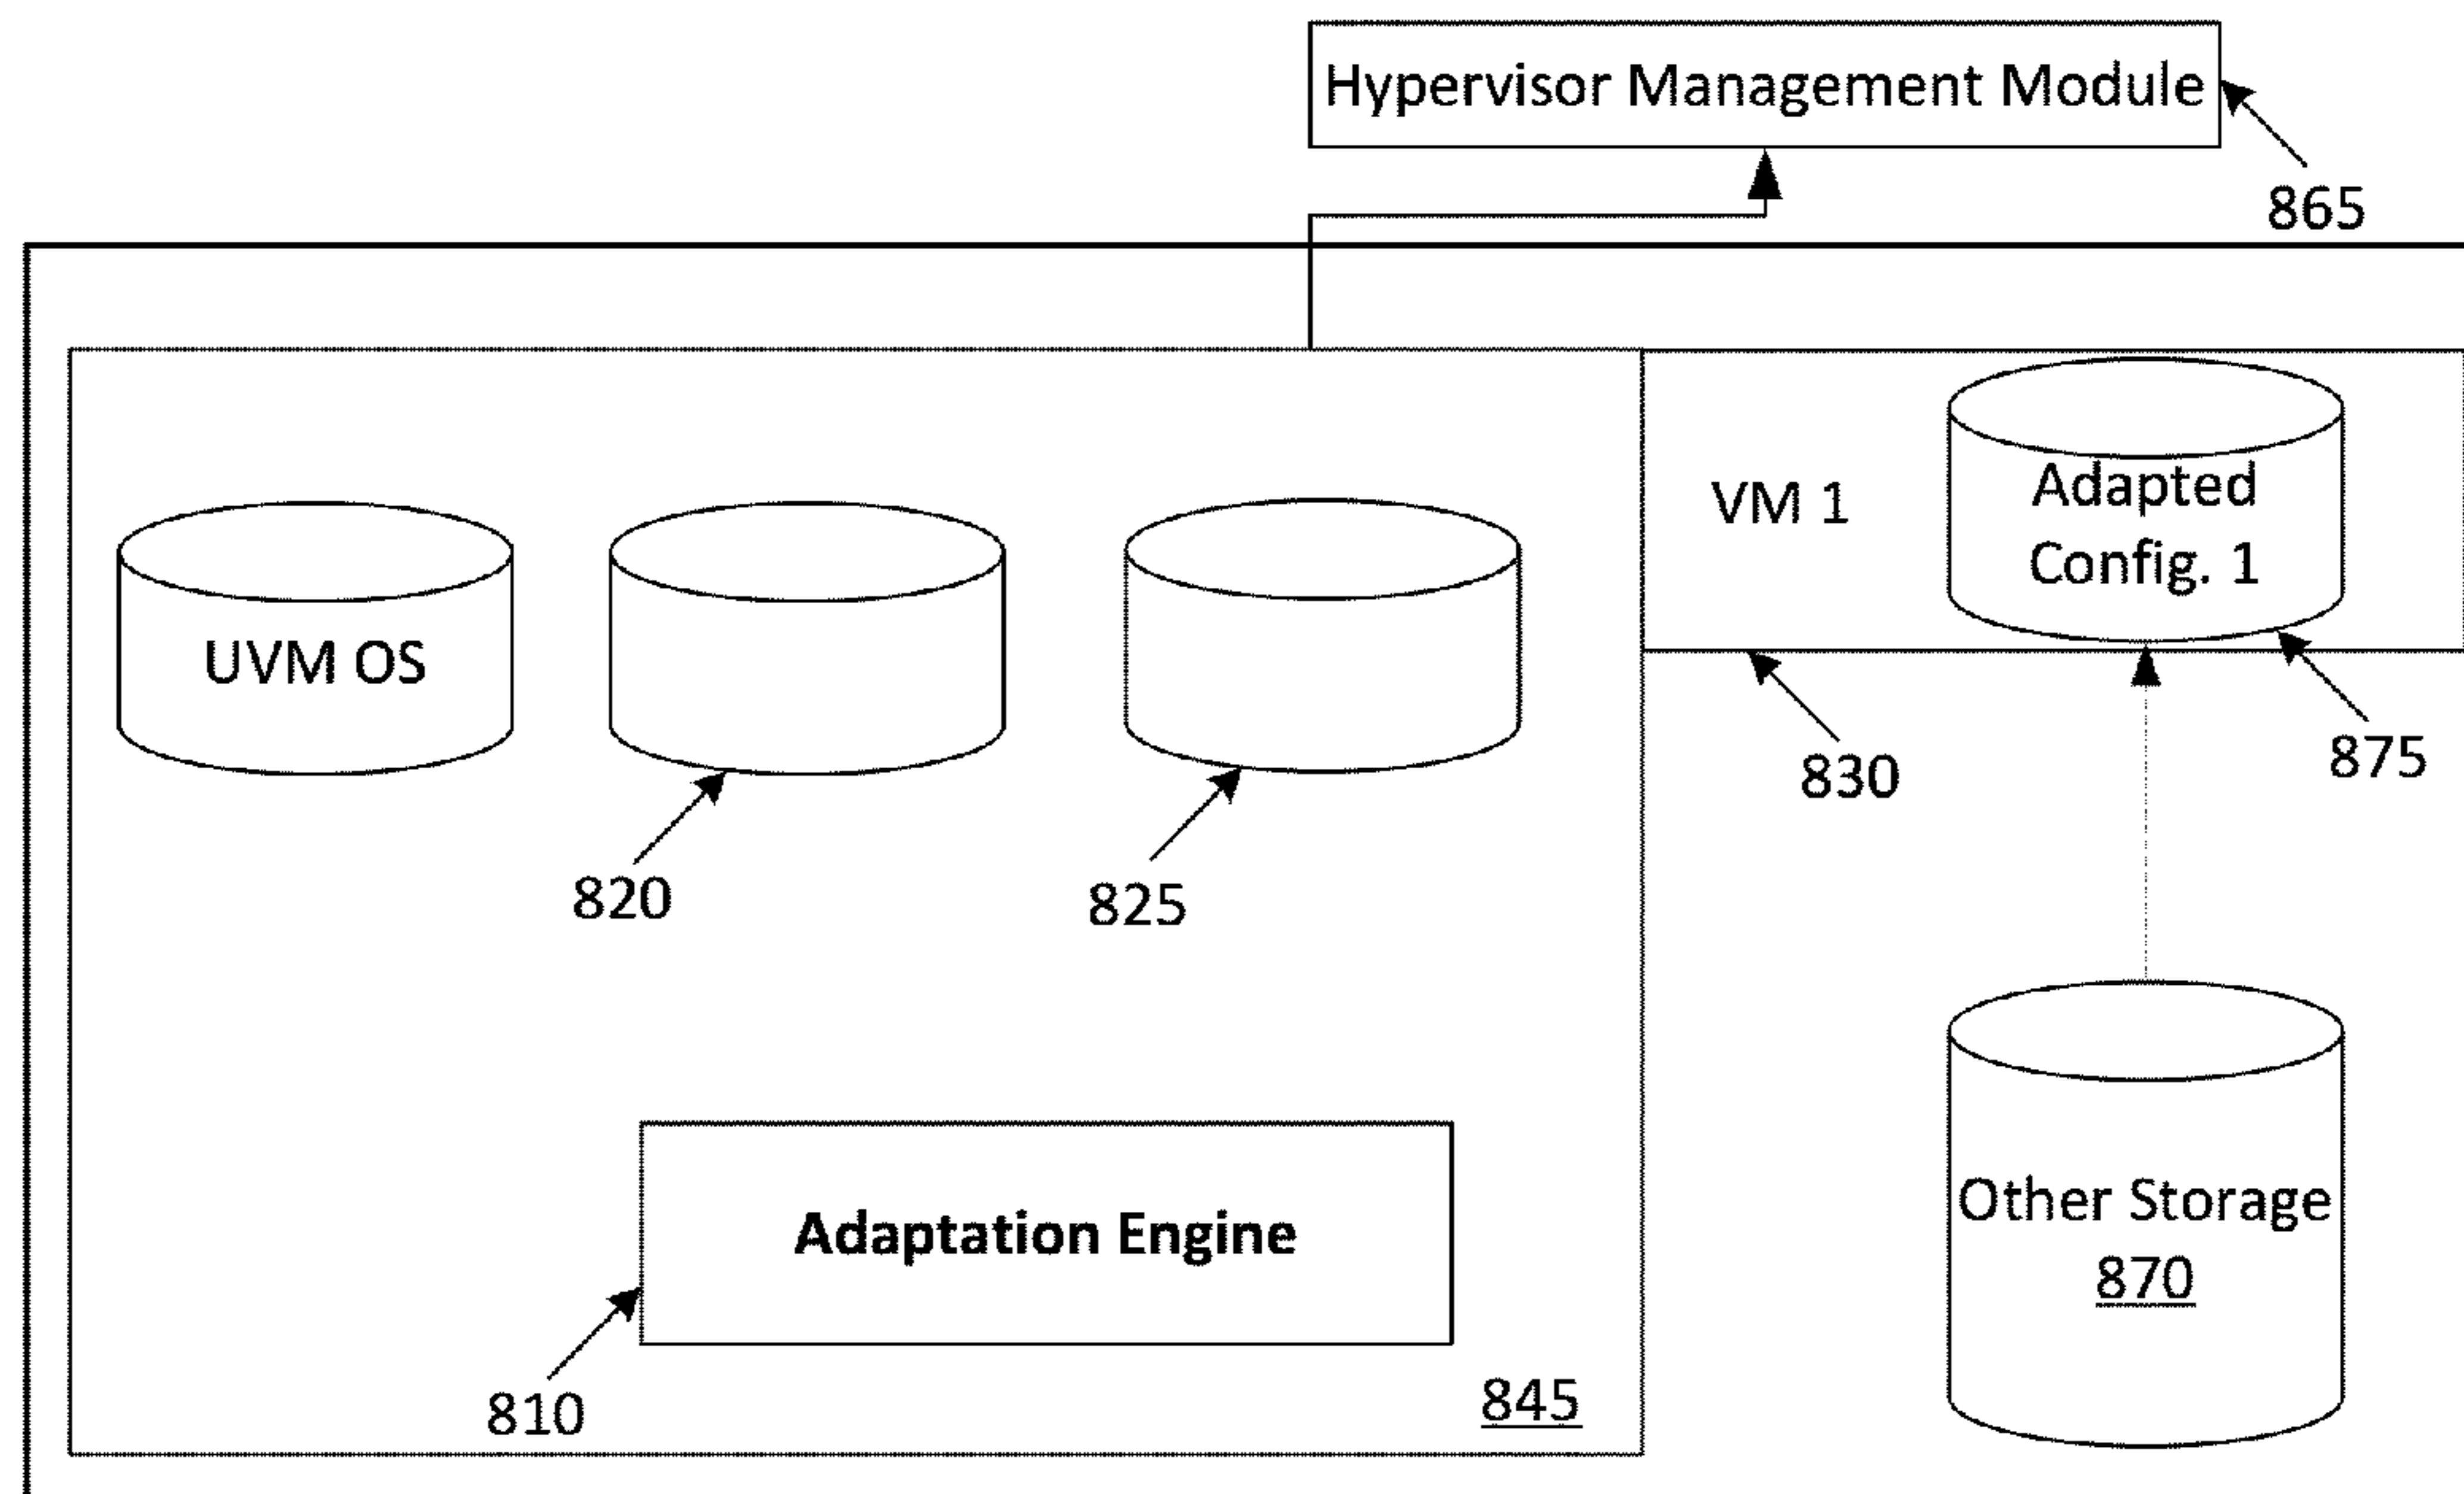 Hypervisor Management Module
865
VM 1
Adapted
Config. 1
UVM OS
830
875
820
825
Other Storage
870
Adaptation Engine
810
845